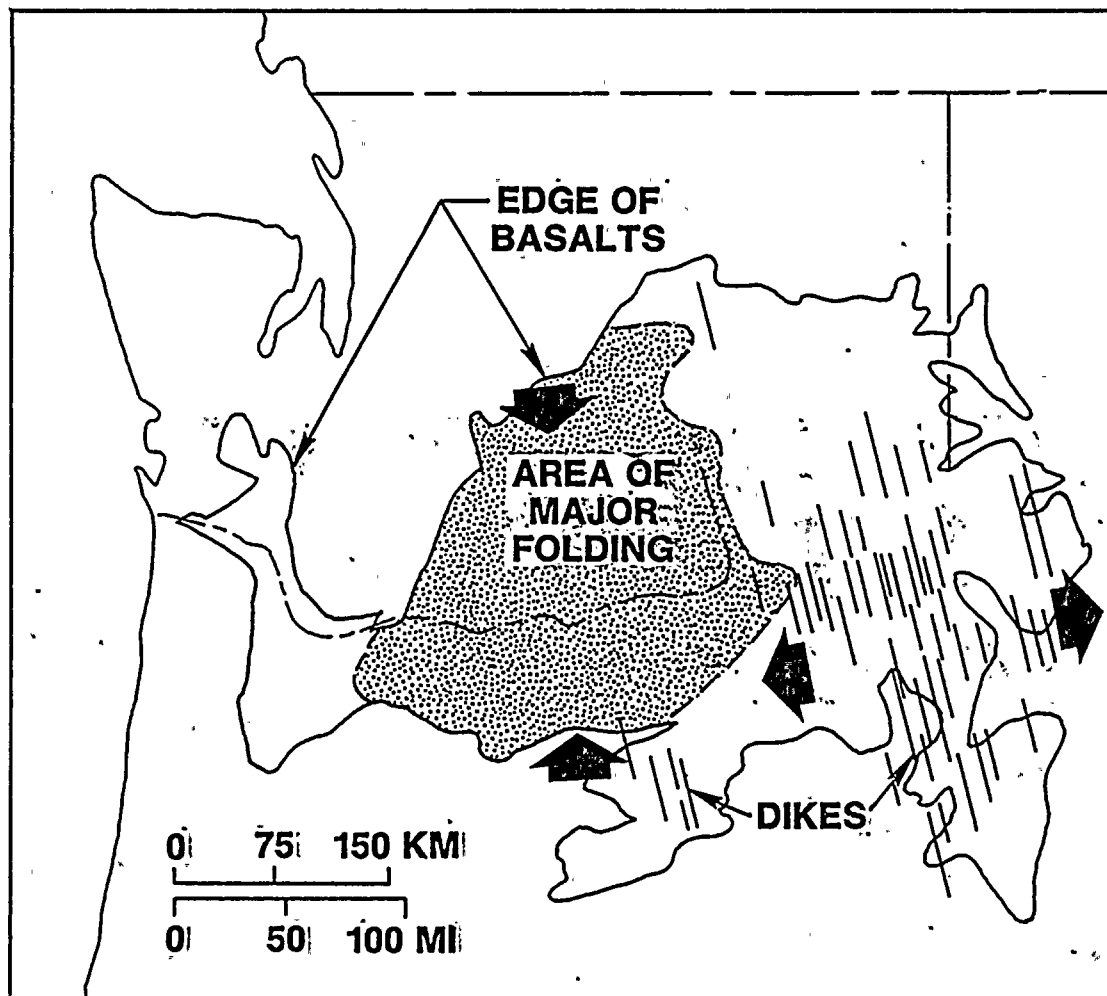 EDGE OF
BASALTS
AREA OF
MAJOR
FOLDING
DIKES
0 75 150 KM
0 50 100 MI